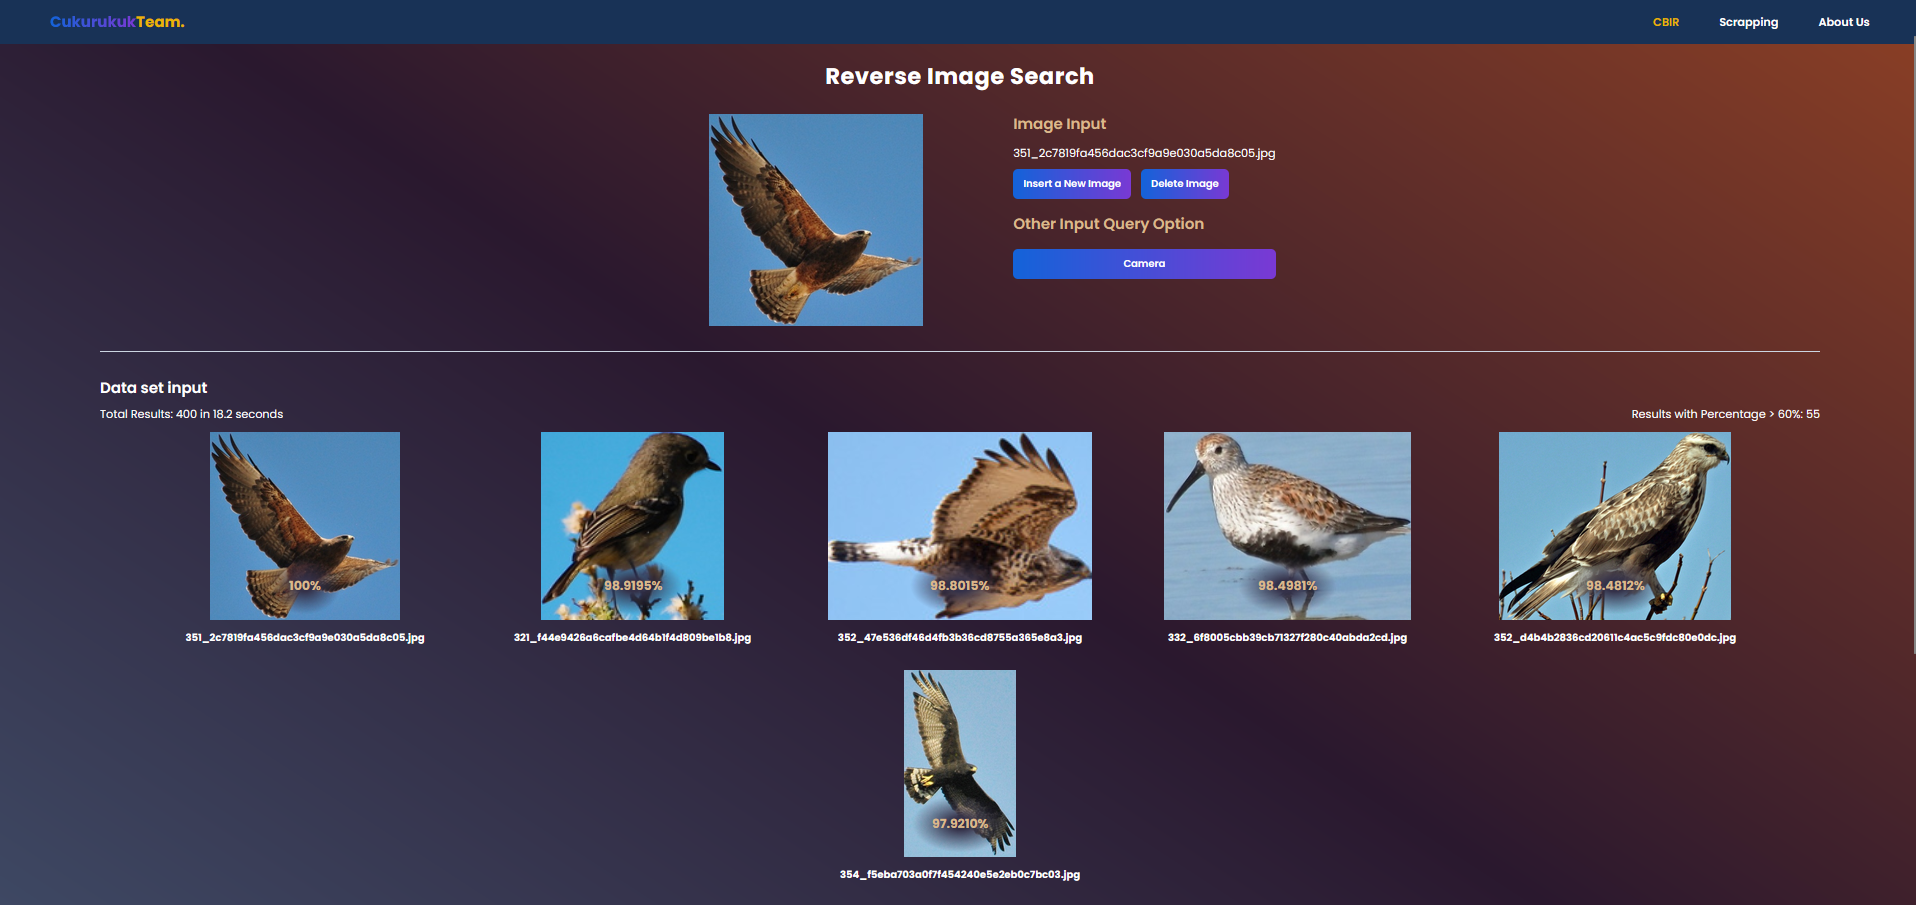 CukurukukTeam.
CBIR Scrapping About Us
Reverse Image Search
Image Input
351_2c7819fa456dac3cf9a9e030a5da8c05.jpg
Insert a New Image Delete Image
Other Input Query Option
Camera
Data set input
Total Results: 400 in 18.2 seconds
Results with Percentage > 60%: 55
100% 98.9195% 98.8015% 98.4981% 98.4812%
351_2c7819fa456dac3cf9a9e030a5da8c05.jpg 321_f44e9426a6cafbe4d64b1f4d809be1b8.jpg 352_47e536df46d4fb3b36cd8755a365e8a3.jpg 332_6f8005cbb39cb71327f280c40abda2cd.jpg 352_d4b4b2836cd20611c4ac5c9fdc80e0dc.jpg
97.9210%
354_f5eba703a0f7f454240e5e2eb0c7bc03.jpg